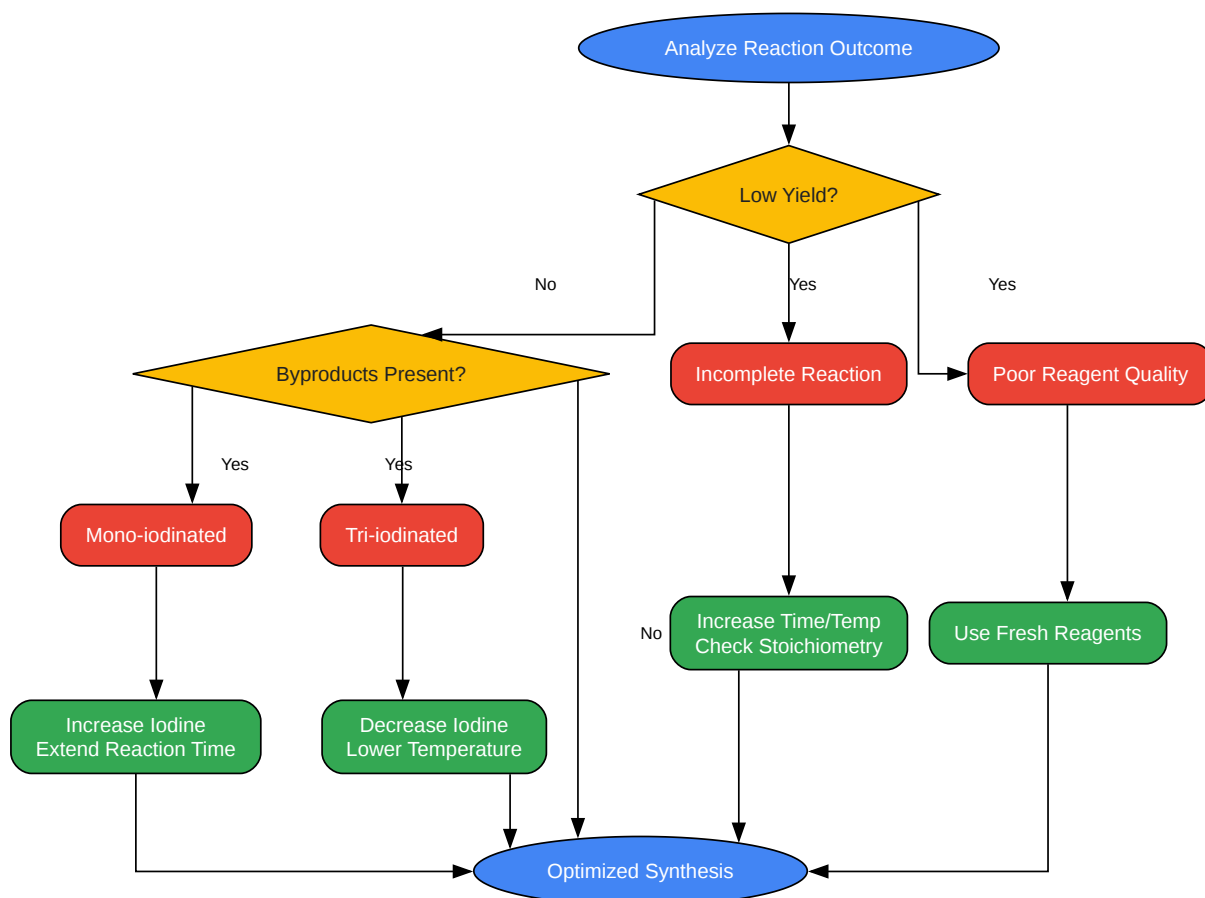 Analyze Reaction Outcome
Low Yield?
No
Yes
Yes
Byproducts Present?
Incomplete Reaction
Poor Reagent Quality
Yes
Yes
Mono-iodinated
Tri-iodinated
No
Increase Time/Temp
Check Stoichiometry
Use Fresh Reagents
Increase Iodine
Extend Reaction Time
Decrease Iodine
Lower Temperature
Optimized Synthesis